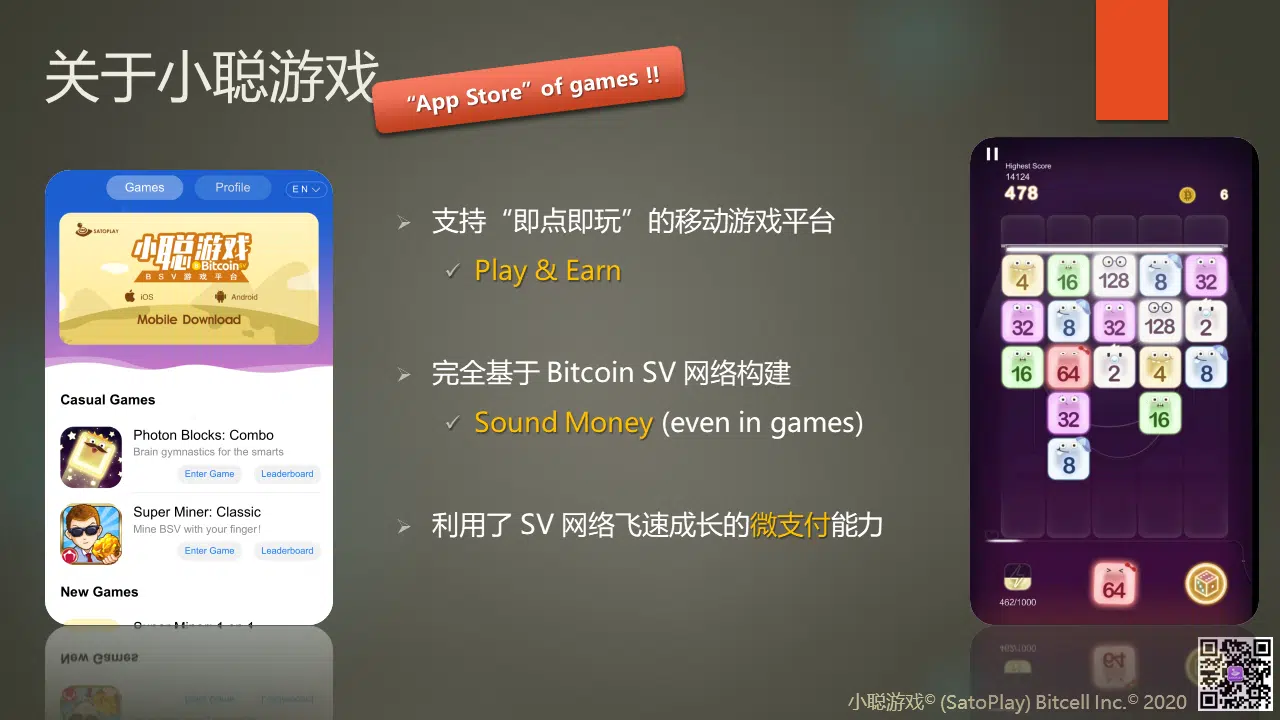 关于小聪游戏
“App Store” of games !!
Games
Profile
EN
SATOPLAY
小聪游戏
Bitcoin SV
BSV游戏平台
iOS
Android
Mobile Download
Casual Games
Photon Blocks: Combo
Brain gymnastics for the smarts
Enter Game
Leaderboard
Super Miner: Classic
Mine BSV with your finger!
Enter Game
Leaderboard
New Games
支持“即点即玩”的移动游戏平台
Play & Earn
完全基于 Bitcoin SV 网络构建
Sound Money (even in games)
利用了 SV 网络飞速成长的微支付能力
Highest Score
14124
478
6
4 16 128 8 32
32 8 32 128 2
16 64 2 4 8
32 16
8
462/1000
64
小聪游戏© (SatoPlay) Bitcell Inc.© 2020